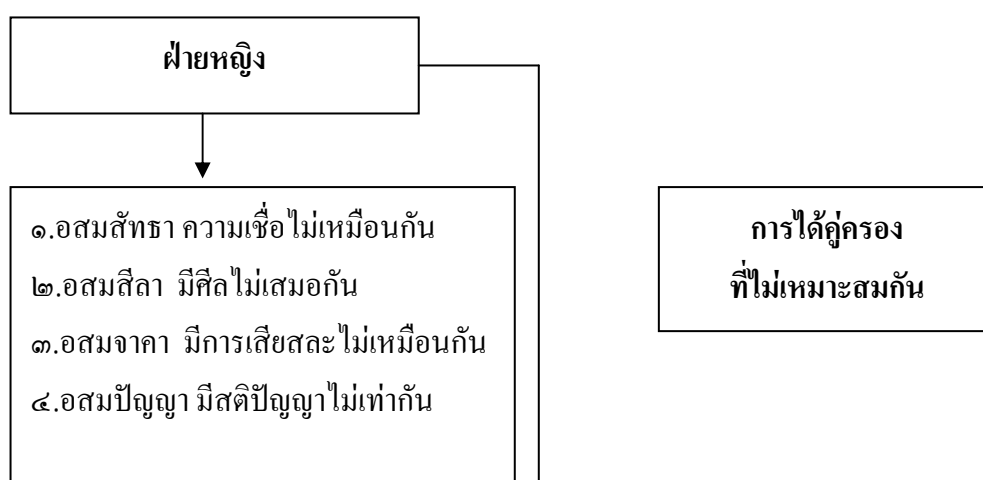 ฝ่ายหญิง
๑.อสมสัทธา ความเชื่อไม่เหมือนกัน
๒.อสมสีลา มีศีลไม่เสมอกัน
๓.อสมจาคา มีการเสียสละไม่เหมือนกัน
๔.อสมปัญญา มีสติปัญญาไม่เท่ากัน
การได้คู่ครอง
ที่ไม่เหมาะสมกัน